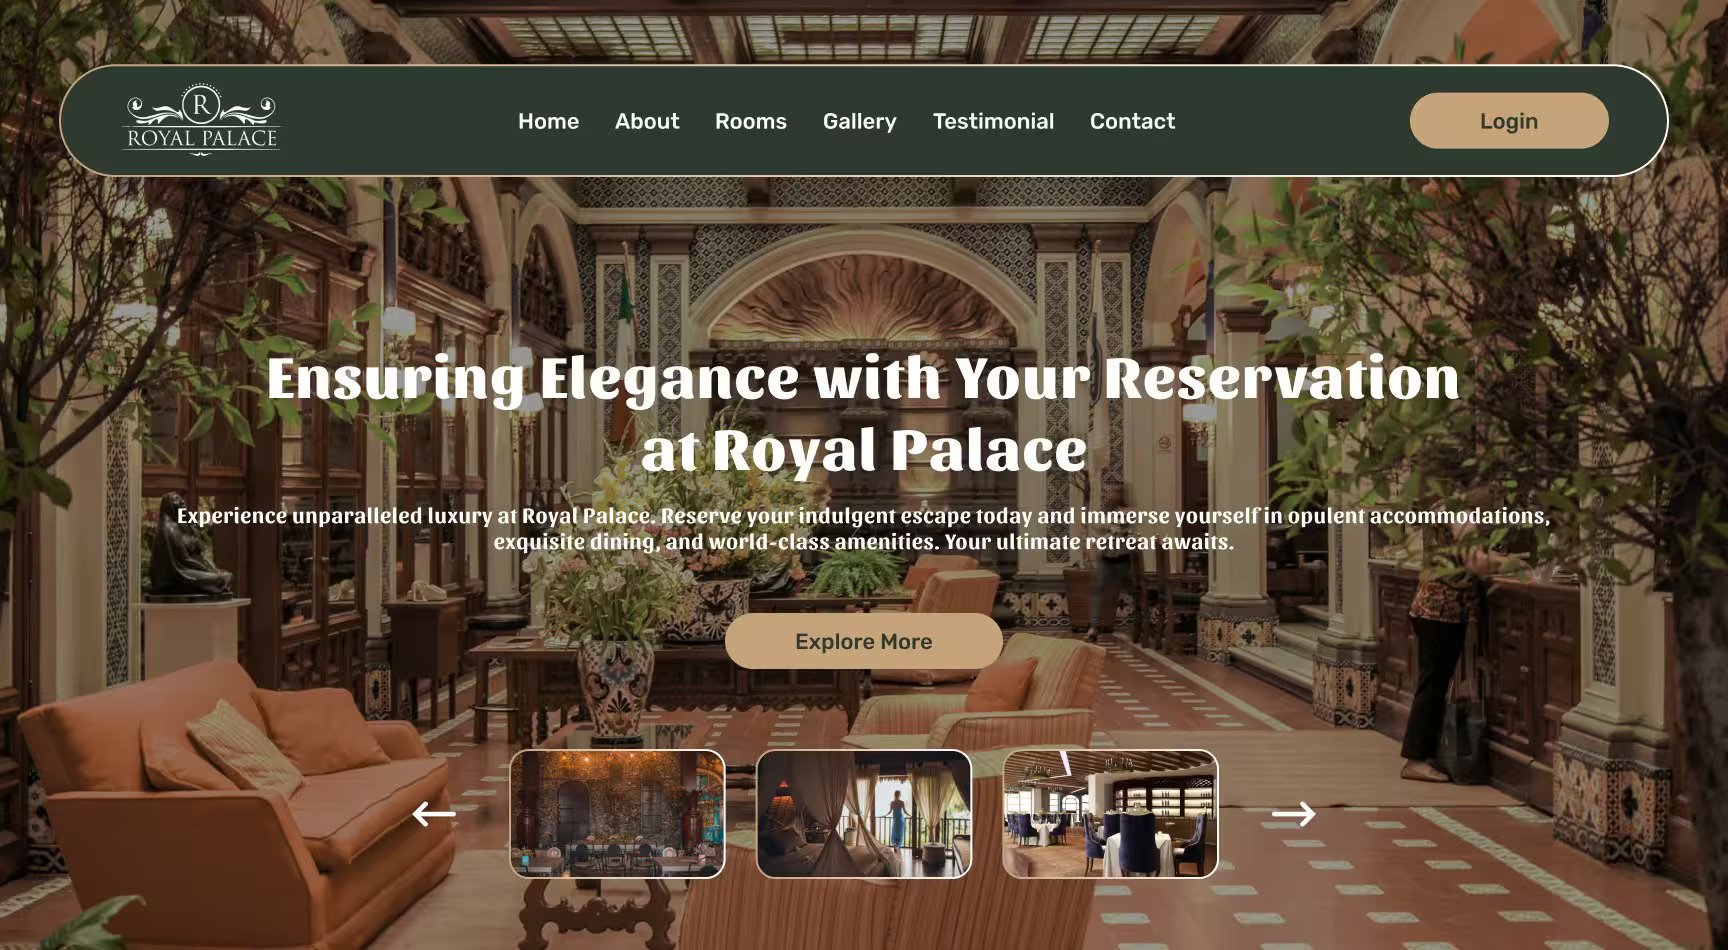 R
ROYAL PALACE
Home About Rooms Gallery Testimonial Contact
Login
Ensuring Elegance with Your Reservation
at Royal Palace
Experience unparalleled luxury at Royal Palace. Reserve your indulgent escape today and immerse yourself in opulent accommodations,
exquisite dining, and world-class amenities. Your ultimate retreat awaits.
Explore More